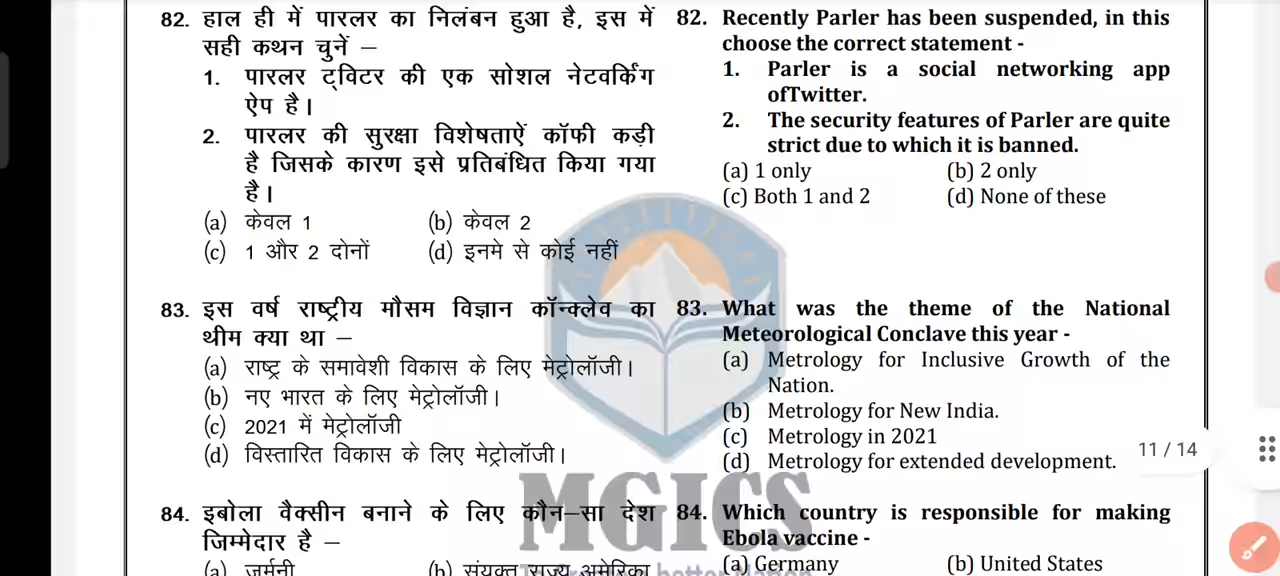 82. हाल ही में पारलर का निलंबन हुआ है, इस में
सही कथन चुनें –
1. पारलर ट्विटर की एक सोशल नेटवर्किंग
ऐप है।
2. पारलर की सुरक्षा विशेषताऐं कॉफी कड़ी
है जिसके कारण इसे प्रतिबंधित किया गया
है।
(a) केवल 1 (b) केवल 2
(c) 1 और 2 दोनों (d) इनमे से कोई नहीं
83. इस वर्ष राष्ट्रीय मौसम विज्ञान कॉन्क्लेव का
थीम क्या था –
(a) राष्ट्र के समावेशी विकास के लिए मेट्रोलॉजी।
(b) नए भारत के लिए मेट्रोलॉजी।
(c) 2021 में मेट्रोलॉजी
(d) विस्तारित विकास के लिए मेट्रोलॉजी।
84. इबोला वैक्सीन बनाने के लिए कौन–सा देश
जिम्मेदार है –
(a) जर्मनी (b) संयुक्त राज्य अमेरिका
82. Recently Parler has been suspended, in this
choose the correct statement -
1. Parler is a social networking app
ofTwitter.
2. The security features of Parler are quite
strict due to which it is banned.
(a) 1 only (b) 2 only
(c) Both 1 and 2 (d) None of these
83. What was the theme of the National
Meteorological Conclave this year -
(a) Metrology for Inclusive Growth of the
Nation.
(b) Metrology for New India.
(c) Metrology in 2021
(d) Metrology for extended development.
84. Which country is responsible for making
Ebola vaccine -
(a) Germany (b) United States
11 / 14
MGICS